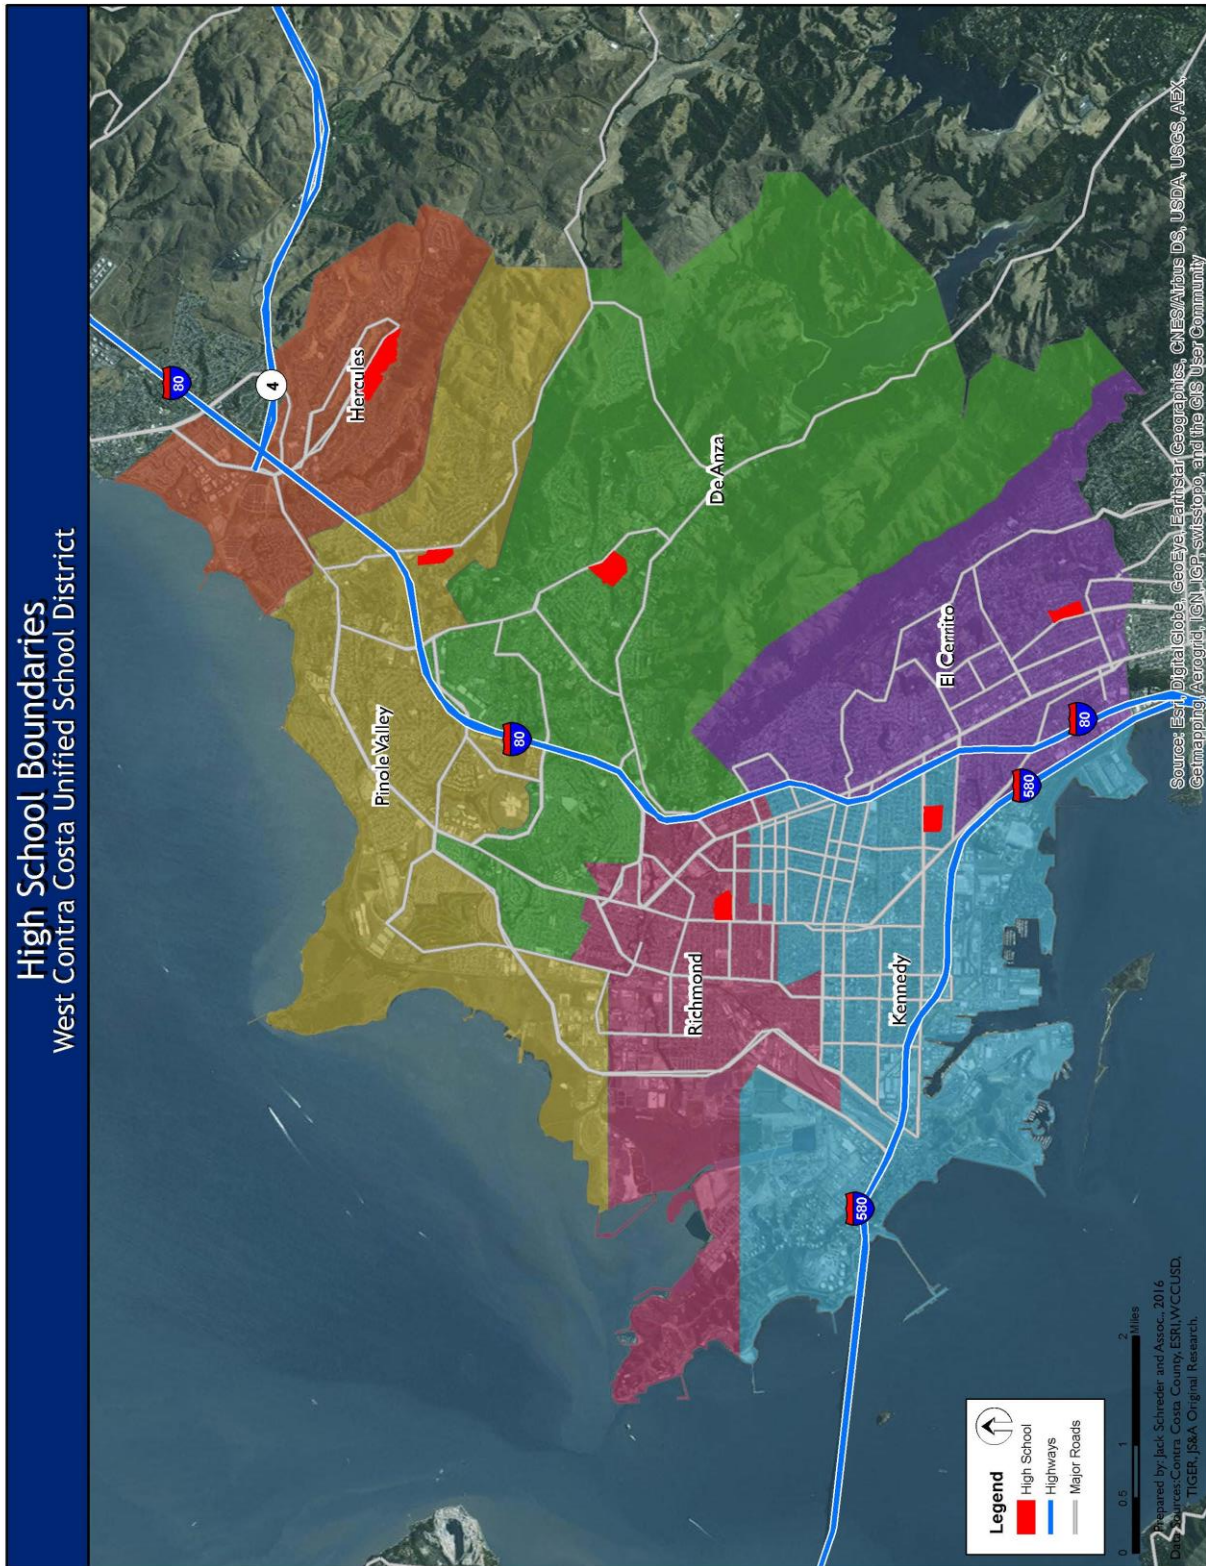 High School Boundaries
West Contra Costa Unified School District
80
4
Hercules
Pinole Valley
80
De Anza
Richmond
El Cerrito
Kennedy
80
580
580
Legend
High School
Highways
Major Roads
0 0.5 1 2
Miles
Prepared by: Jack Schreder and Assoc., 2016
Data Sources:Contra Costa County, ESRI,WCCUSD,
TIGER, JS&A Original Research.
Source: Esri, DigitalGlobe, GeoEye, Earthstar Geographics, CNES/Airbus DS, USDA, USGS, AEX,
Getmapping, Aerogrid, IGN, IGP, swisstopo, and the GIS User Community